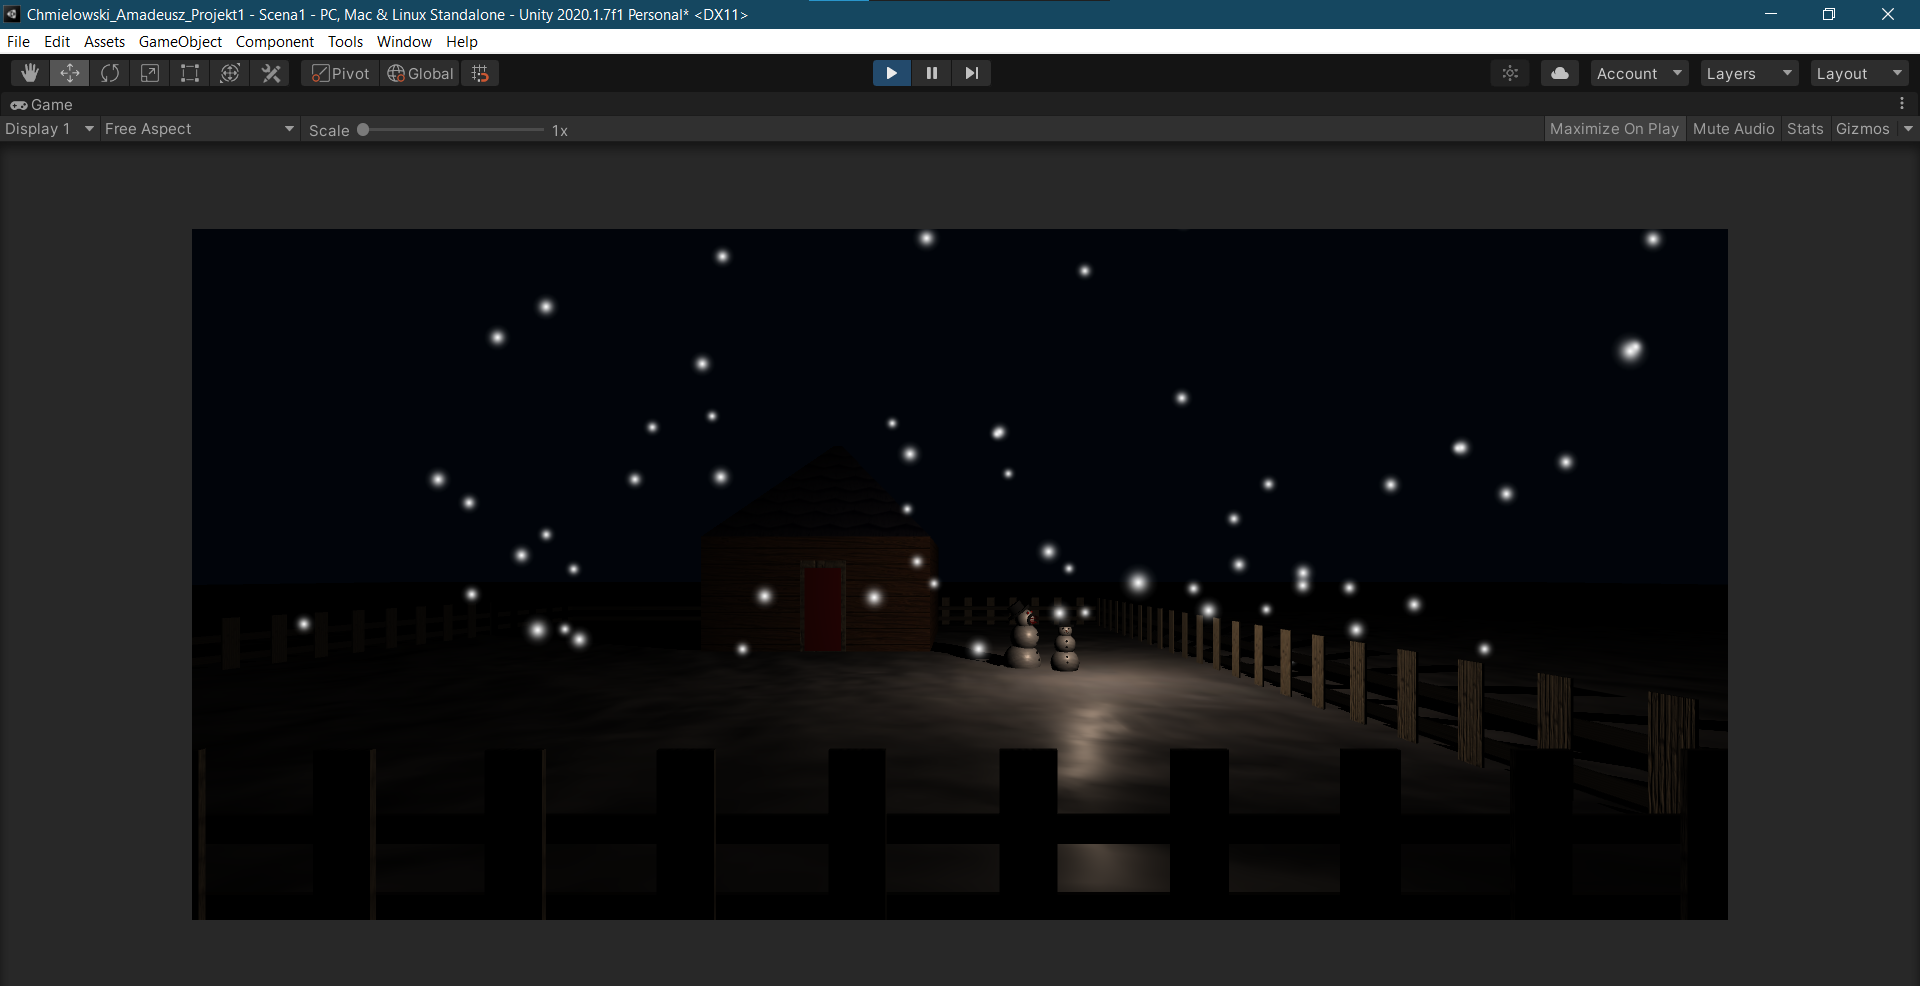 Chmielowski_Amadeusz_Projekt1 - Scena1 - PC, Mac & Linux Standalone - Unity 2020.1.7f1 Personal* <DX11>
File Edit Assets GameObject Component Tools Window Help
Pivot Global Account Layers Layout
Game
Display 1 Free Aspect Scale 1x Maximize On Play Mute Audio Stats Gizmos